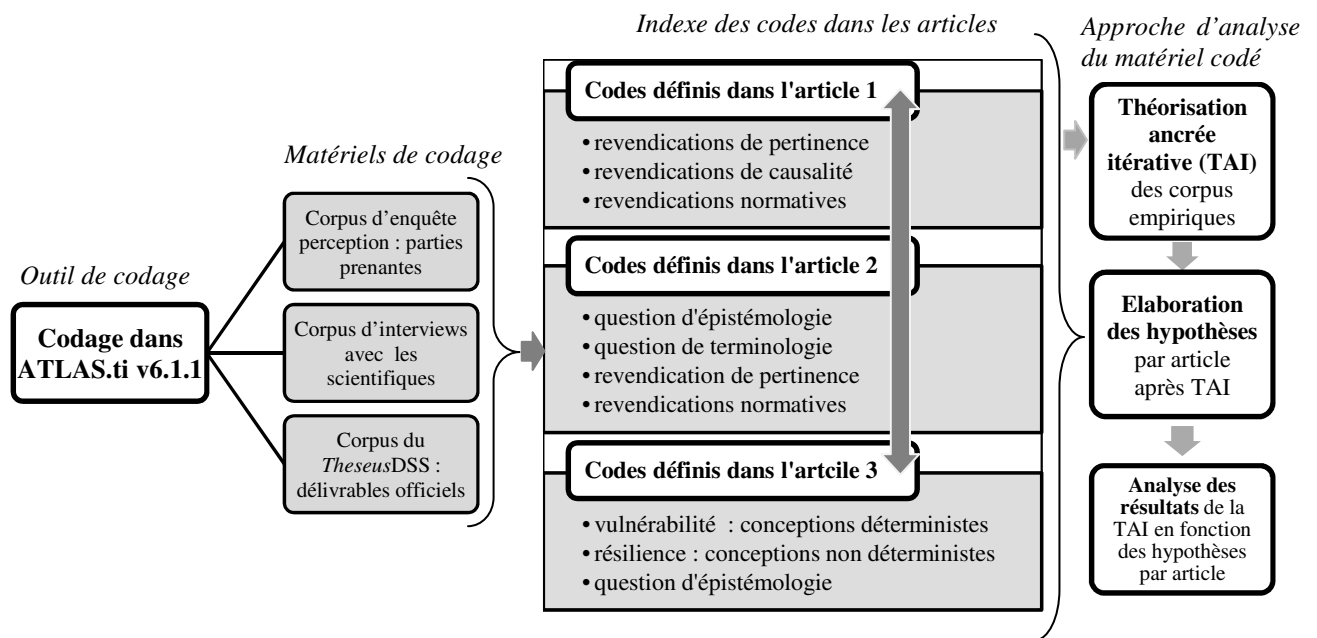 Outil de codage
Codage dans
ATLAS.ti v6.1.1
Matériels de codage
Corpus d'enquête
perception : parties
prenantes
Corpus d'interviews
avec les
scientifiques
Corpus du
TheseusDSS :
délivrables officiels
Indexe des codes dans les articles
Codes définis dans l'article 1
• revendications de pertinence
• revendications de causalité
• revendications normatives
Codes définis dans l'article 2
• question d'épistémologie
• question de terminologie
• revendication de pertinence
• revendications normatives
Codes définis dans l'artcile 3
• vulnérabilité : conceptions déterministes
• résilience : conceptions non déterministes
• question d'épistémologie
Approche d'analyse
du matériel codé
Théorisation
ancrée
itérative (TAI)
des corpus
empiriques
Elaboration
des hypothèses
par article
après TAI
Analyse des
résultats de la
TAI en fonction
des hypothèses
par article